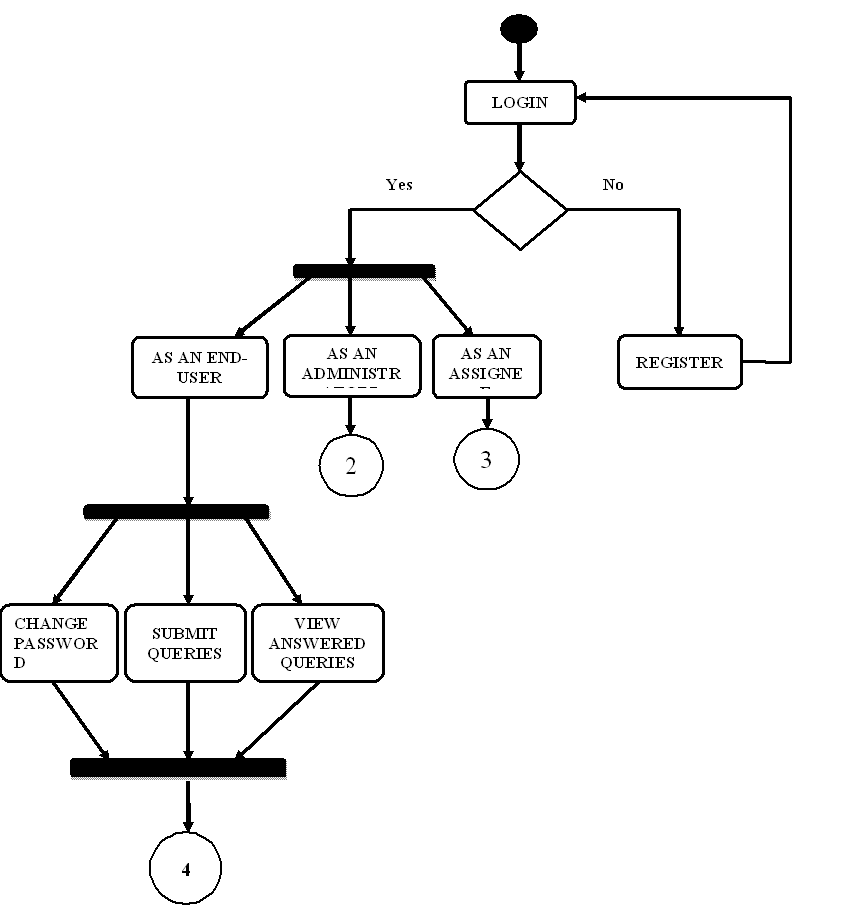 LOGIN
Yes
No
AS AN END-
USER
AS AN
ADMINISTR
AS AN
ASSIGNE
E
REGISTER
2
3
CHANGE
PASSWOR
D
SUBMIT
QUERIES
VIEW
ANSWERED
QUERIES
4